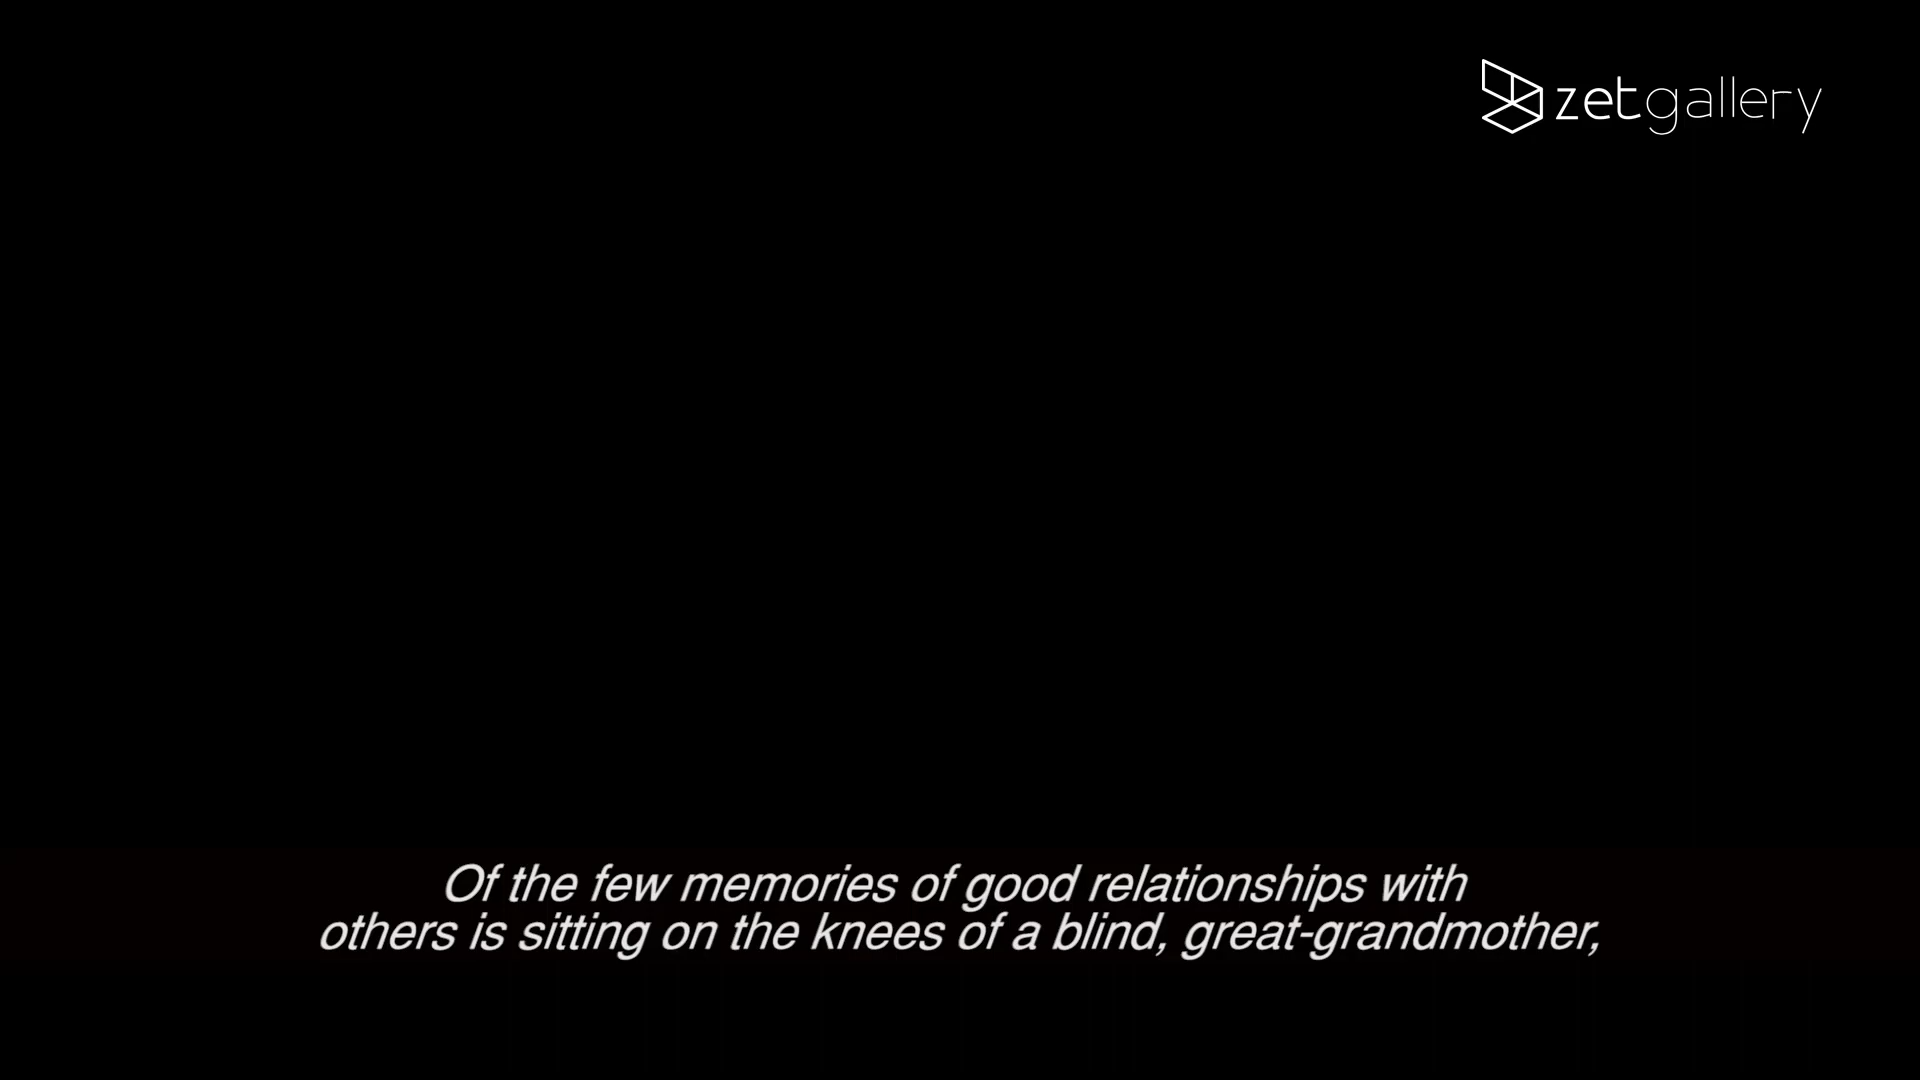 zetgallery
Of the few memories of good relationships with
others is sitting on the knees of a blind, great-grandmother,